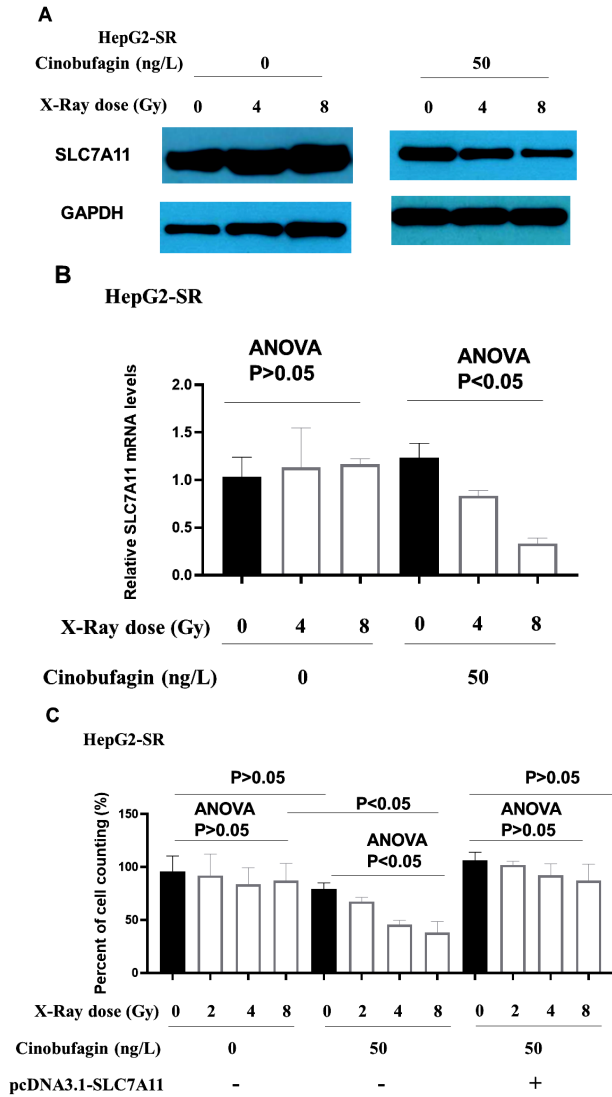 A
HepG2-SR
Cinobufagin (ng/L) 0 50
X-Ray dose (Gy) 0 4 8 0 4 8
SLC7A11
GAPDH
B
HepG2-SR
ANOVA
P>0.05
ANOVA
P<0.05
Relative SLC7A11 mRNA levels
2.0
1.5
1.0
0.5
0.0
X-Ray dose (Gy) 0 4 8 0 4 8
Cinobufagin (ng/L) 0 50
C
HepG2-SR
P>0.05
P<0.05
P>0.05
ANOVA
P>0.05
ANOVA
P<0.05
ANOVA
P>0.05
Percent of cell counting (%)
150
100
50
0
X-Ray dose (Gy) 0 2 4 8 0 2 4 8 0 2 4 8
Cinobufagin (ng/L) 0 50 50
pcDNA3.1-SLC7A11 - - +